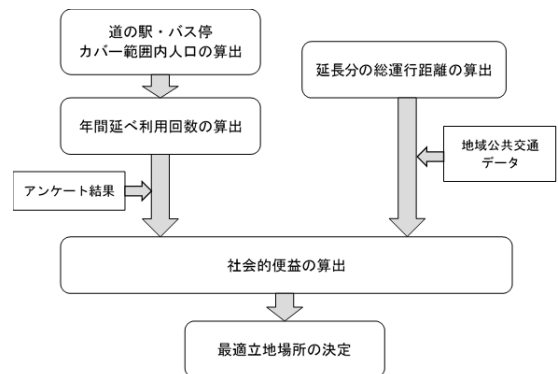 道の駅・バス停
カバー範囲内人口の算出
延長分の総運行距離の算出
年間延べ利用回数の算出
地域公共交通
データ
アンケート結果
社会的便益の算出
最適立地場所の決定